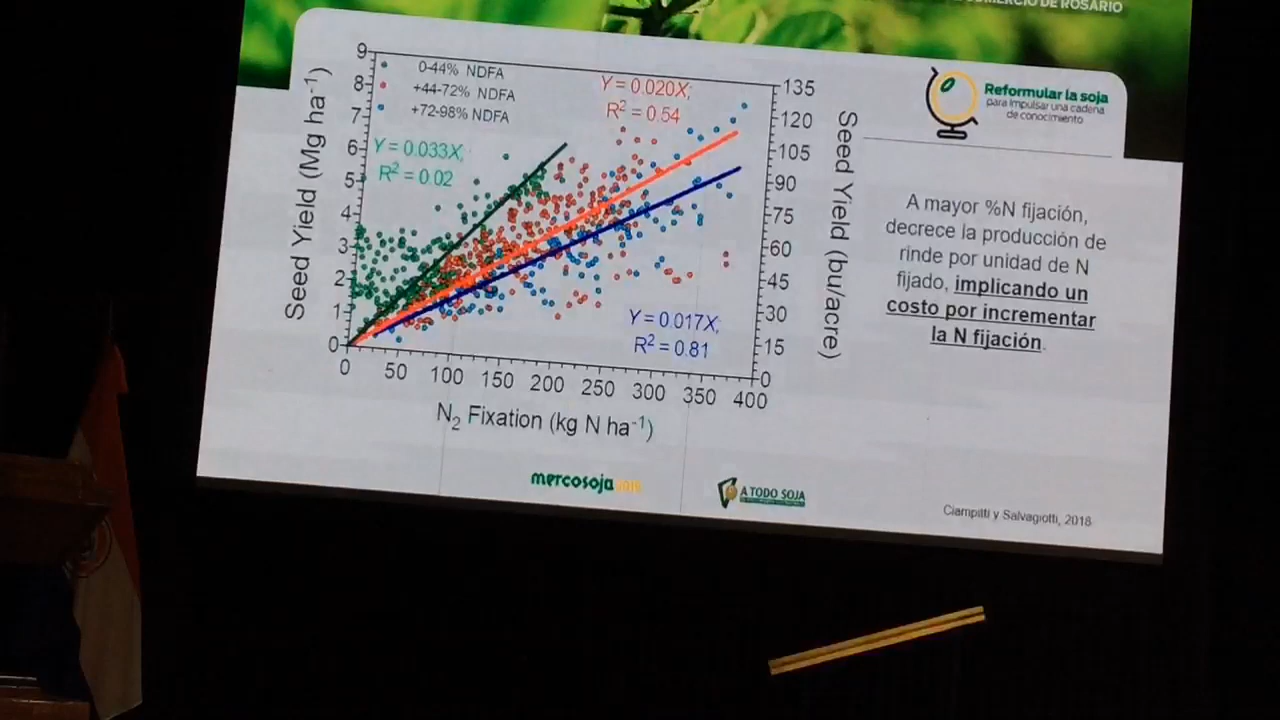 COMERCIO DE ROSARIO
Reformular la soja
para impulsar una cadena
de conocimiento
9
8
7
6
5
4
3
2
1
0
Seed Yield (Mg ha-1)
0-44% NDFA
+44-72% NDFA
+72-98% NDFA
Y = 0.033X;
R2 = 0.02
Y = 0.020X;
R2 = 0.54
Y = 0.017X;
R2 = 0.81
135
120
105
90
75
60
45
30
15
0
Seed Yield (bu/acre)
0 50 100 150 200 250 300 350 400
N2 Fixation (kg N ha-1)
A mayor %N fijación,
decrece la producción de
rinde por unidad de N
fijado, implicando un
costo por incrementar
la N fijación.
mercosoja
A TODO SOJA
Ciampitti y Salvagiotti, 2018